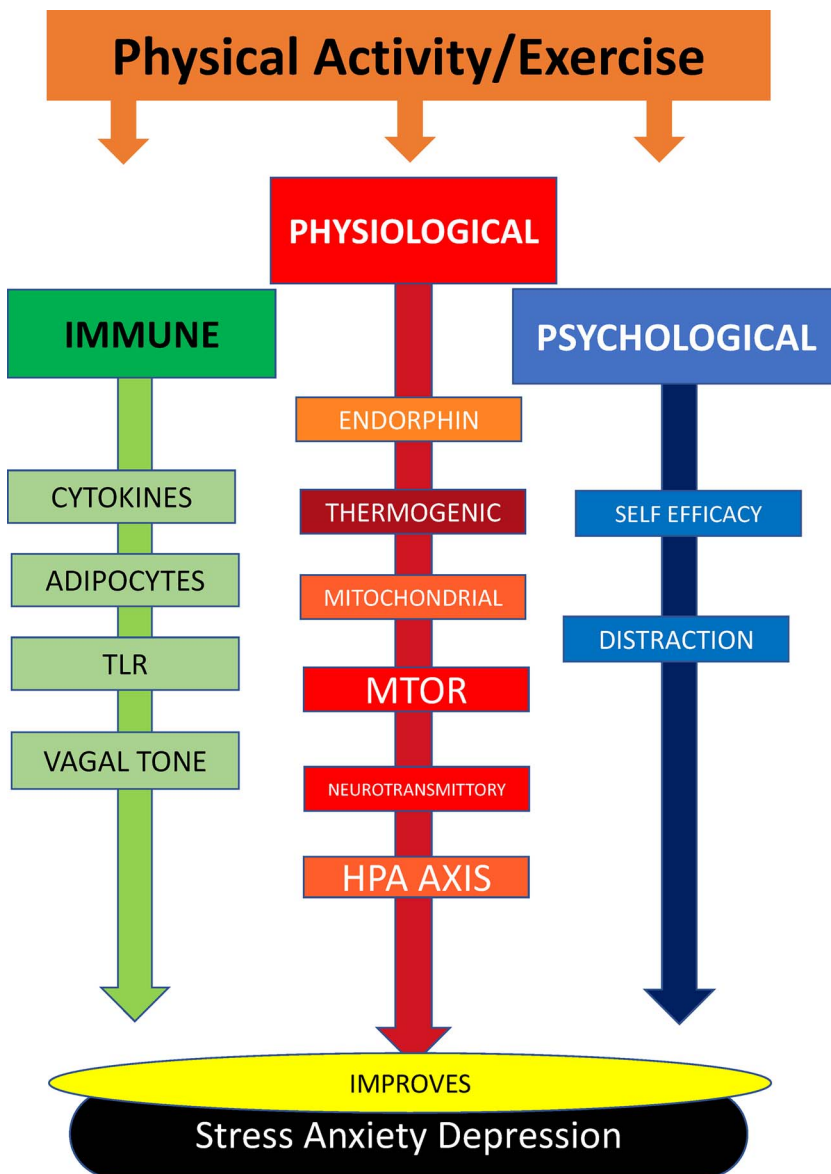 Physical Activity/Exercise
PHYSIOLOGICAL
IMMUNE
PSYCHOLOGICAL
ENDORPHIN
CYTOKINES
THERMOGENIC
SELF EFFICACY
ADIPOCYTES
MITOCHONDRIAL
DISTRACTION
TLR
MTOR
VAGAL TONE
NEUROTRANSMITTORY
HPA AXIS
IMPROVES
Stress Anxiety Depression